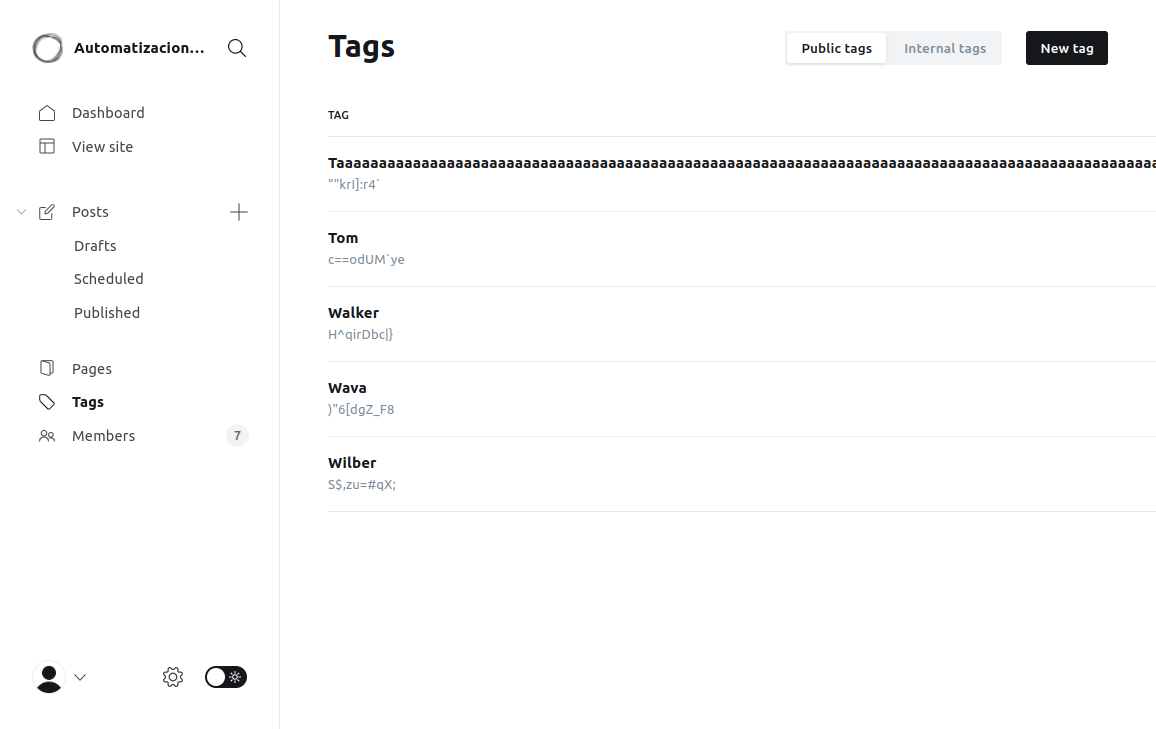 Automatizacion...
Dashboard
View site
Posts
Drafts
Scheduled
Published
Pages
Tags
Members
7
Tags
Public tags
Internal tags
New tag
TAG
Taaaaaaaaaaaaaaaaaaaaaaaaaaaaaaaaaaaaaaaaaaaaaaaaaaaaaaaaaaaaaaaaaaaaaaaaaaaaaaaaaaaaaaaaaaaaaaaaaaa
""krI]:r4`
Tom
c==odUM`ye
Walker
H^qirDbc|}
Wava
)"6[dgZ_F8
Wilber
S$,zu=#qX;